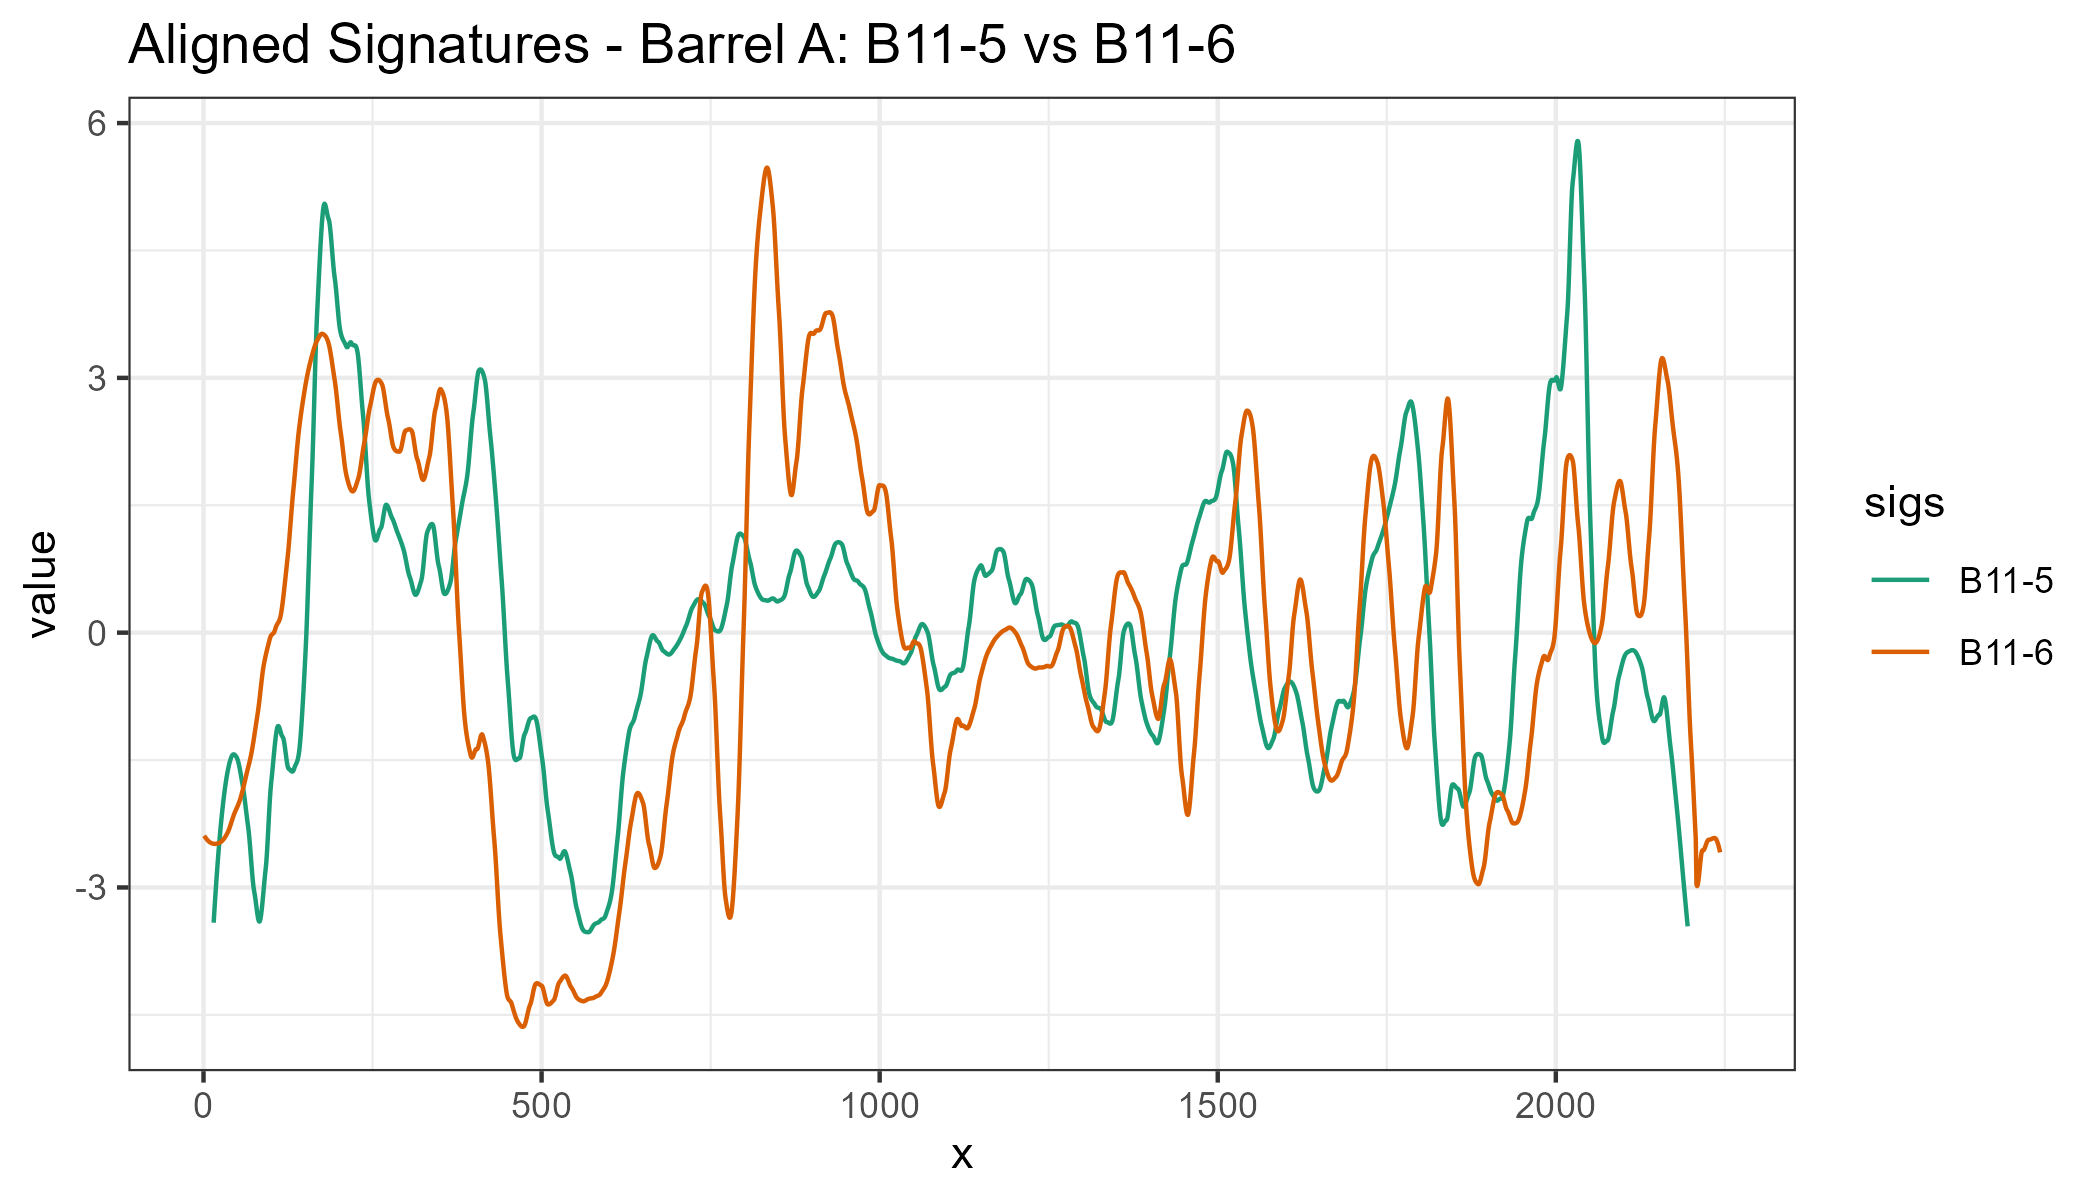 Aligned Signatures - Barrel A: B11-5 vs B11-6
6
3
0
-3
value
0 500 1000 1500 2000
x
sigs
B11-5
B11-6